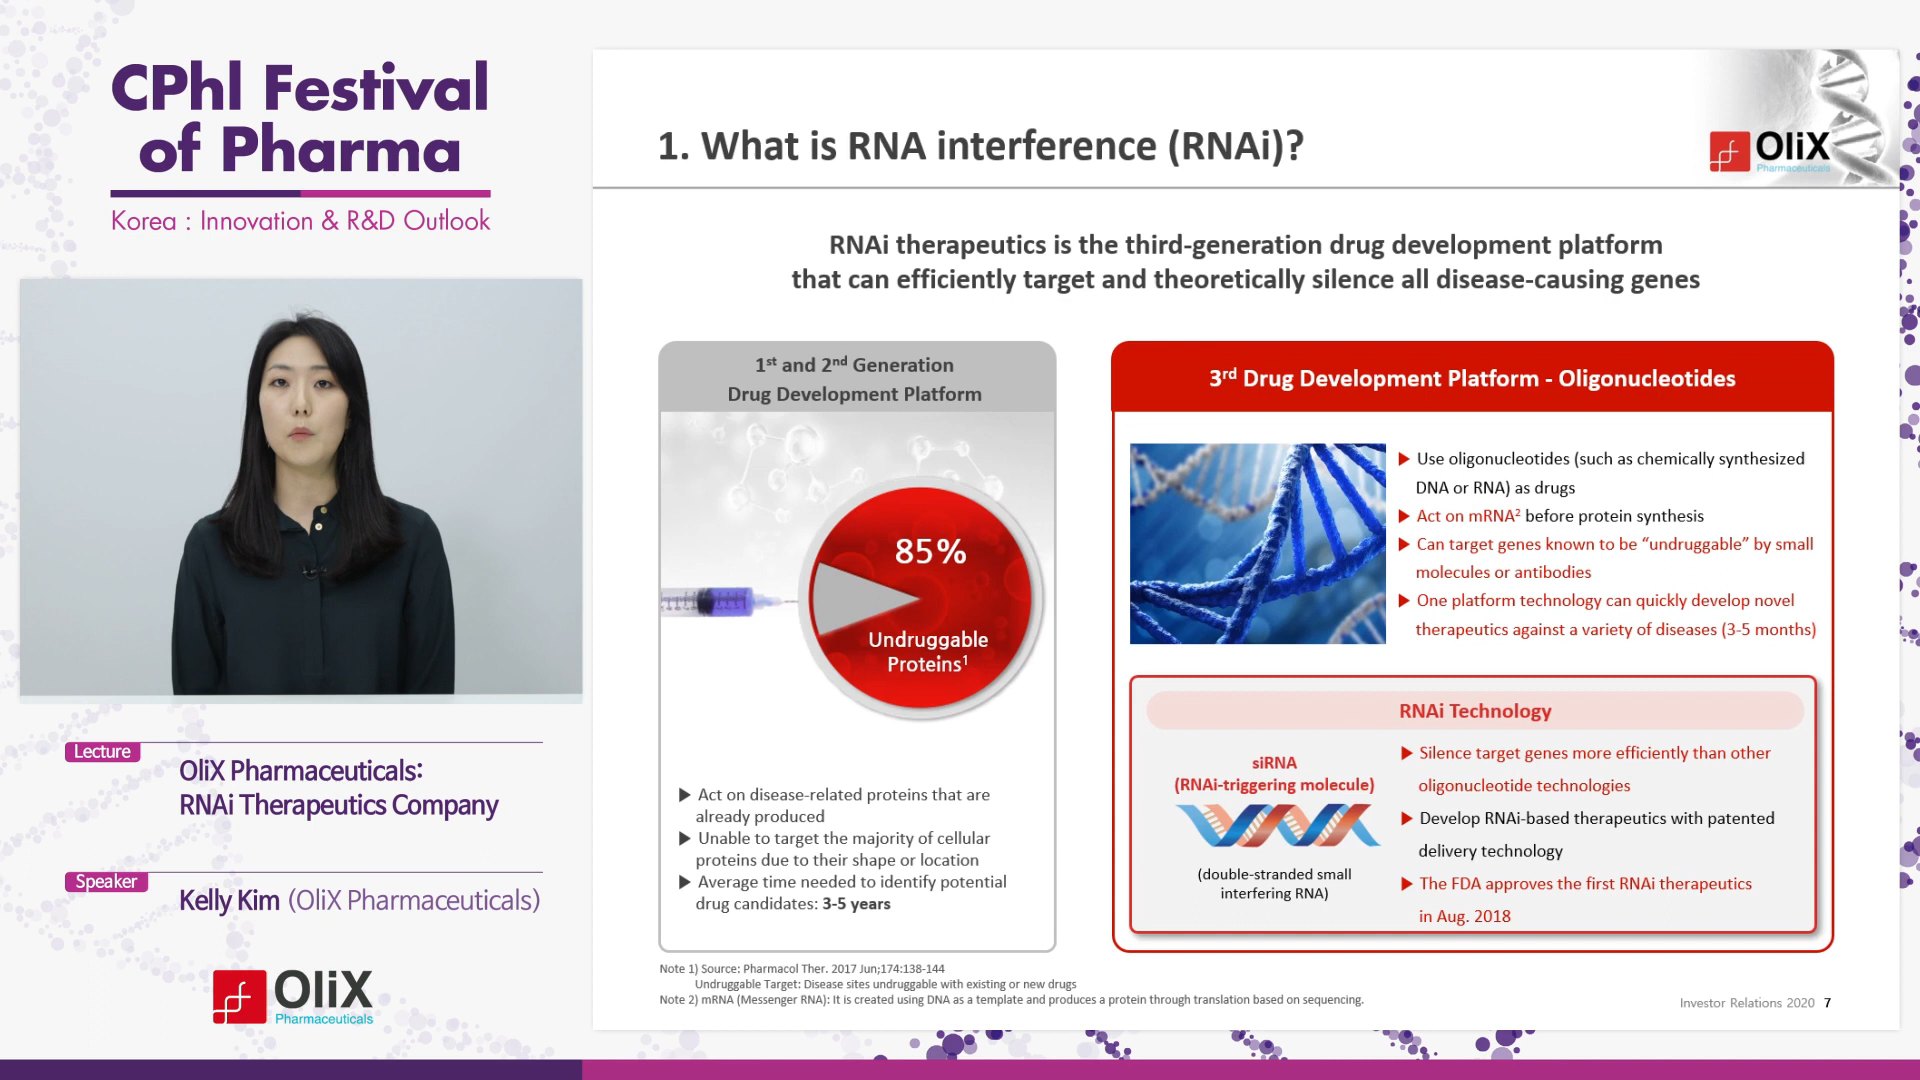 CPhl Festival
of Pharma
Korea : Innovation & R&D Outlook
Lecture
OliX Pharmaceuticals:
RNAi Therapeutics Company
Speaker
Kelly Kim (OliX Pharmaceuticals)
OliX
Pharmaceuticals
1. What is RNA interference (RNAi)?
OliX
Pharmaceuticals
RNAi therapeutics is the third-generation drug development platform
that can efficiently target and theoretically silence all disease-causing genes
1st and 2nd Generation
Drug Development Platform
85%
Undruggable
Proteins1
▶ Act on disease-related proteins that are
already produced
▶ Unable to target the majority of cellular
proteins due to their shape or location
▶ Average time needed to identify potential
drug candidates: 3-5 years
3rd Drug Development Platform - Oligonucleotides
▶ Use oligonucleotides (such as chemically synthesized
DNA or RNA) as drugs
▶ Act on mRNA2 before protein synthesis
▶ Can target genes known to be “undruggable” by small
molecules or antibodies
▶ One platform technology can quickly develop novel
therapeutics against a variety of diseases (3-5 months)
RNAi Technology
siRNA
(RNAi-triggering molecule)
(double-stranded small
interfering RNA)
▶ Silence target genes more efficiently than other
oligonucleotide technologies
▶ Develop RNAi-based therapeutics with patented
delivery technology
▶ The FDA approves the first RNAi therapeutics
in Aug. 2018
Note 1) Source: Pharmacol Ther. 2017 Jun;174:138-144
Undruggable Target: Disease sites undruggable with existing or new drugs
Note 2) mRNA (Messenger RNA): It is created using DNA as a template and produces a protein through translation based on sequencing.
Investor Relations 2020 7